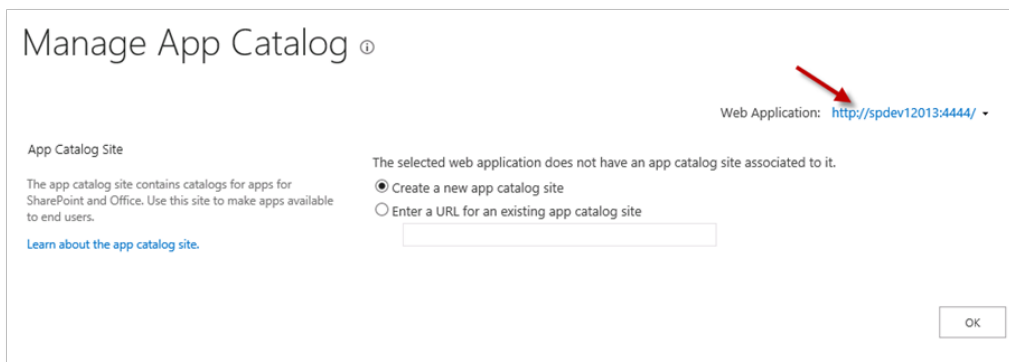 Manage App Catalog
Web Application: http://spdev12013:4444/
App Catalog Site
The selected web application does not have an app catalog site associated to it.
The app catalog site contains catalogs for apps for
SharePoint and Office. Use this site to make apps available
to end users.
Learn about the app catalog site.
Create a new app catalog site
Enter a URL for an existing app catalog site
OK